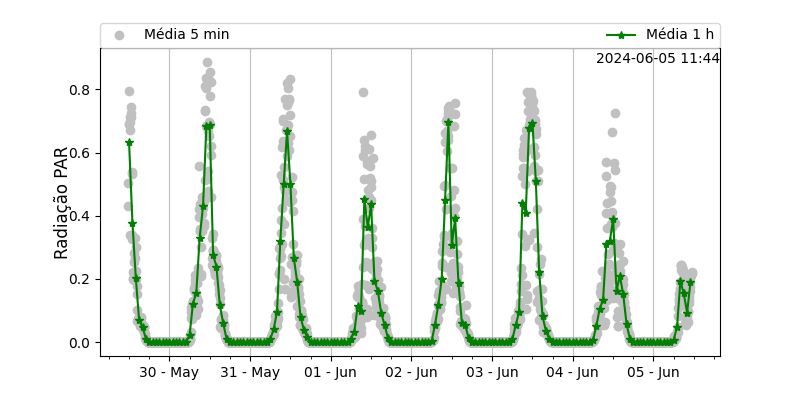 Média 5 min
Média 1 h
2024-06-05 11:44
Radiação PAR
0.8
0.6
0.4
0.2
0.0
30 - May
31 - May
01 - Jun
02 - Jun
03 - Jun
04 - Jun
05 - Jun